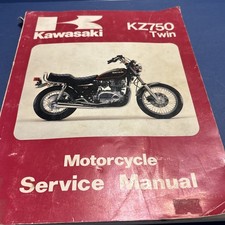 Kawasaki
KZ750
Twin
Motorcycle
Service Manual